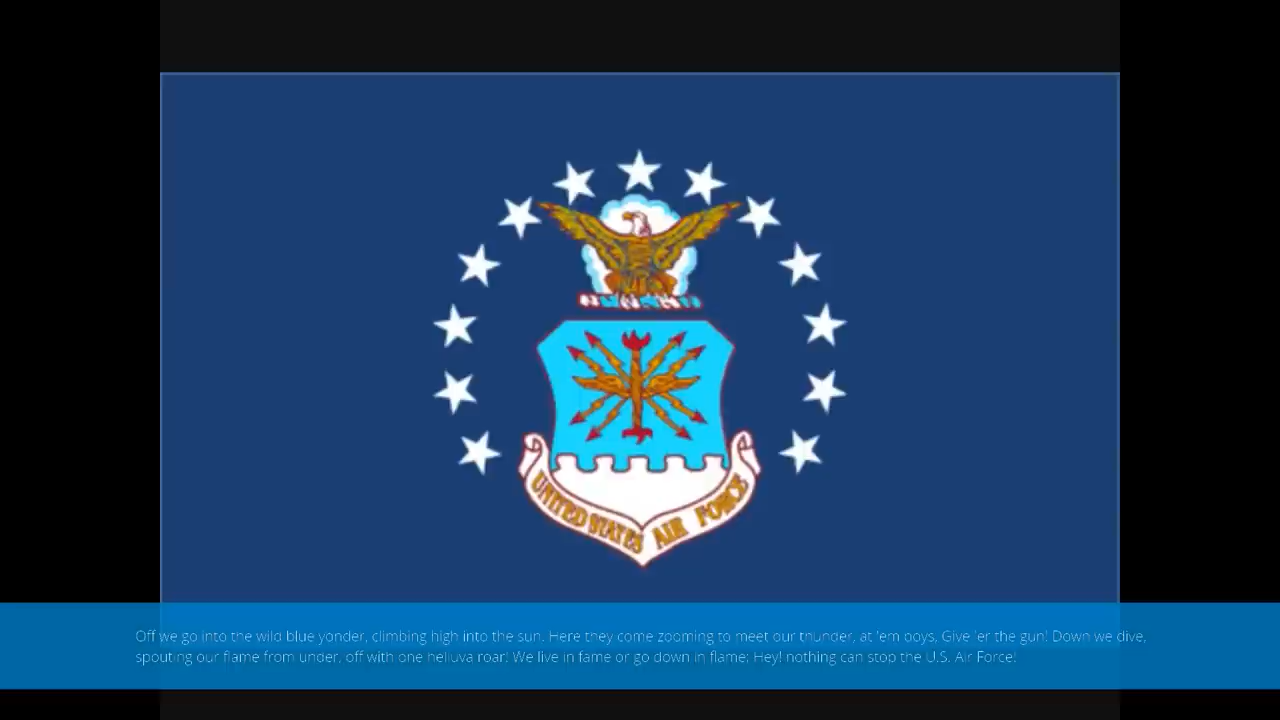 UNITED STATES AIR FORCE
Off we go into the wild blue yonder, climbing high into the sun. Here they come zooming to meet our thunder, at 'em boys, Give 'er the gun! Down we dive,
spouting our flame from under, off with one helluva roar! We live in fame or go down in flame; Hey! nothing can stop the U.S. Air Force!